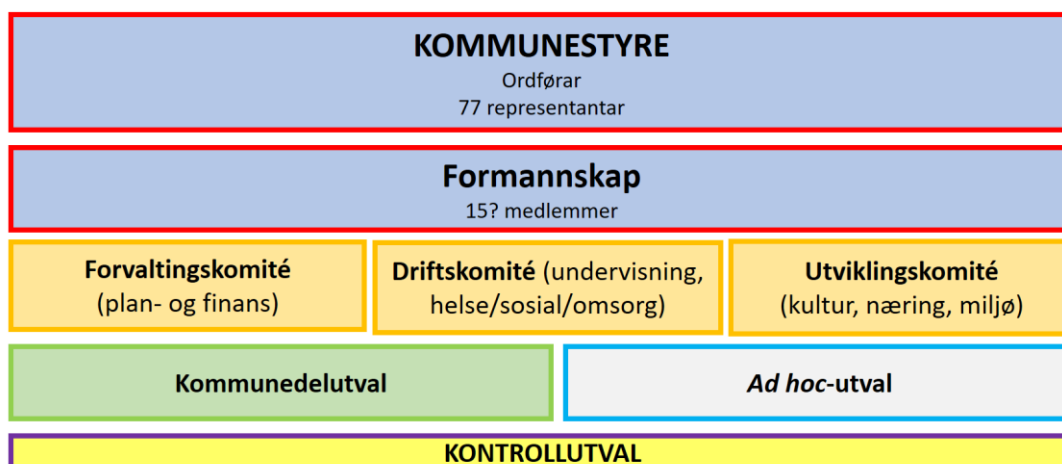 KOMMUNESTYRE
Ordførar
77 representantar
Formannskap
15? medlemmer
Forvaltingskomité
(plan- og finans)
Driftskomité (undervisning,
helse/sosial/omsorg)
Utviklingskomité
(kultur, næring, miljø)
Kommunedelutval
Ad hoc-utval
KONTROLLUTVAL